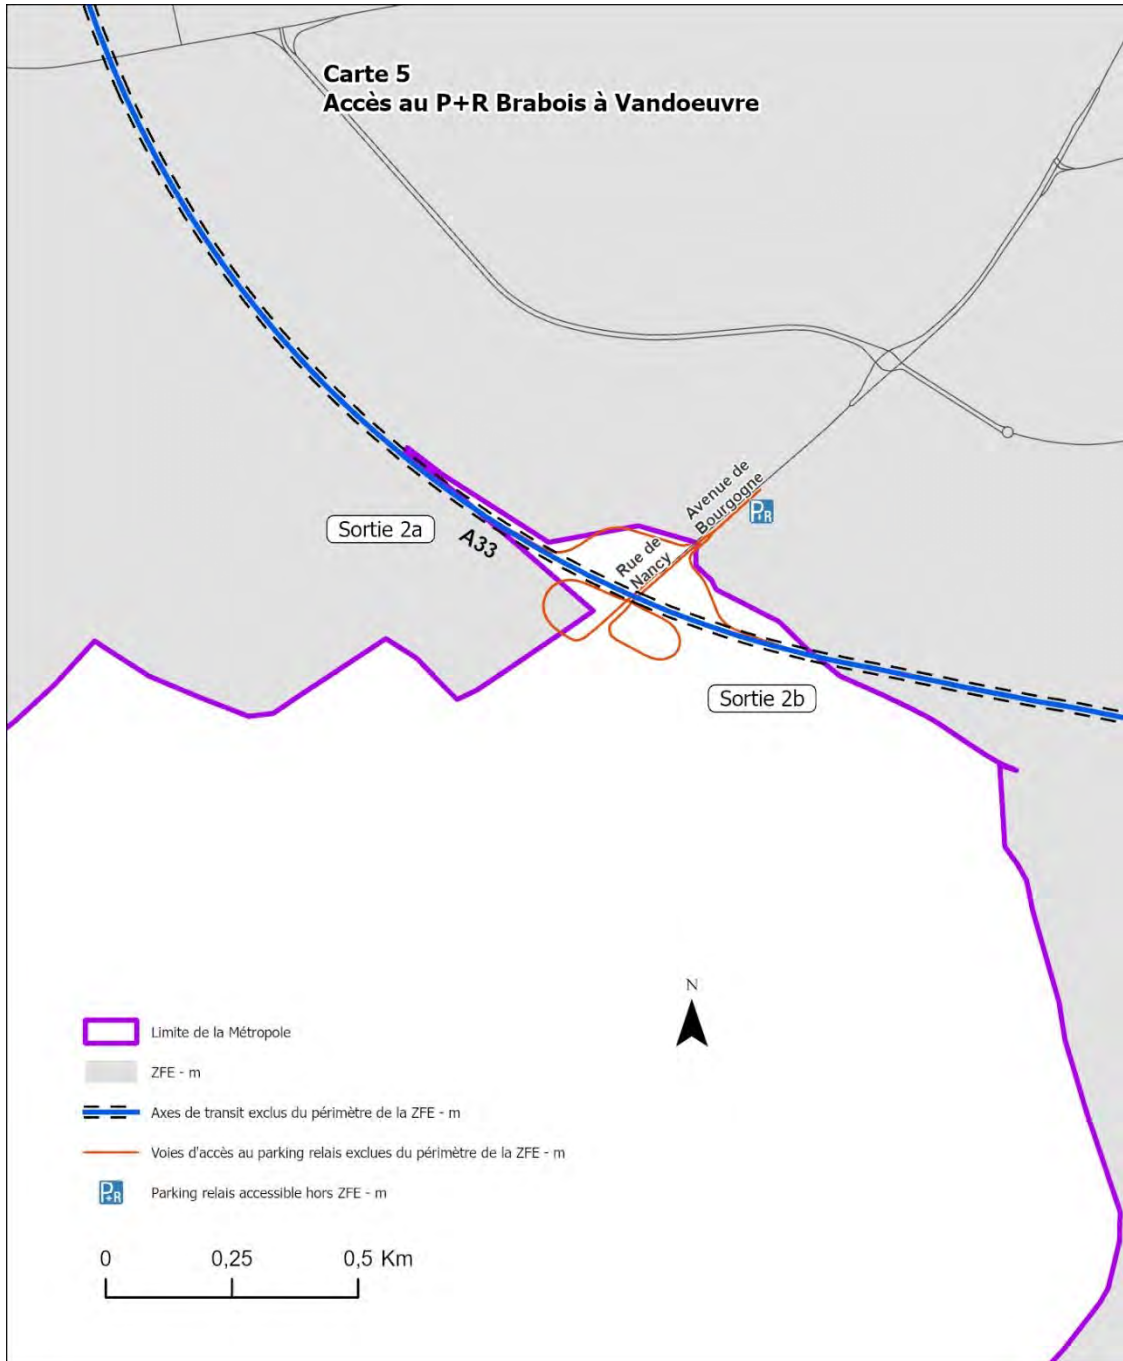 Carte 5
Accès au P+R Brabois à Vandoeuvre
Avenue de
Bourgogne
P+R
Sortie 2a
A33
Rue de
Nancy
Sortie 2b
N
Limite de la Métropole
ZFE - m
Axes de transit exclus du périmètre de la ZFE - m
Voies d'accès au parking relais exclues du périmètre de la ZFE - m
P+R
Parking relais accessible hors ZFE - m
0 0,25 0,5 Km